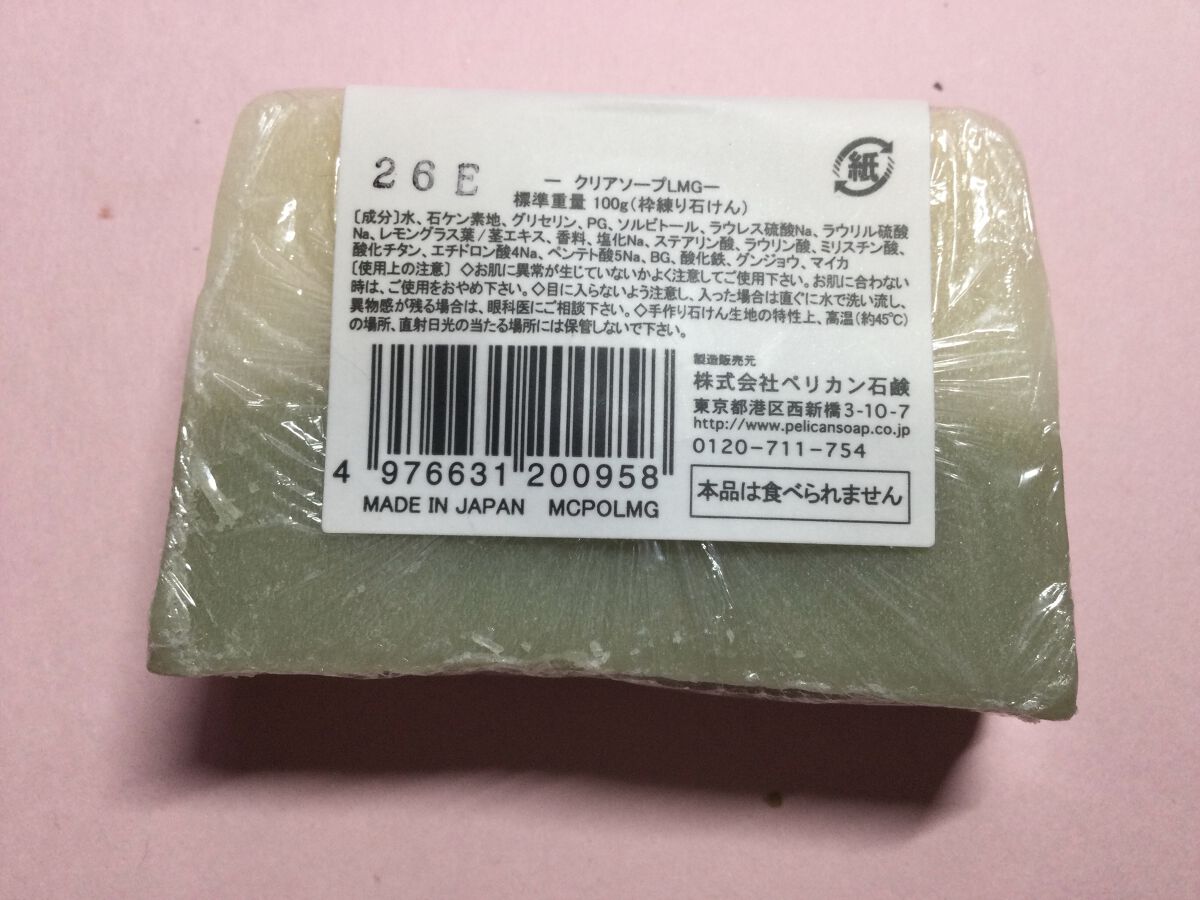 26E
紙
― クリアソープLMG―
標準重量 100g(枠練り石けん)
[成分]水、石ケン素地、グリセリン、PG、ソルビトール、ラウレス硫酸Na、ラウリル硫酸
Na、レモングラス葉/茎エキス、香料、塩化Na、ステアリン酸、ラウリン酸、ミリスチン酸、
酸化チタン、エチドロン酸4Na、ペンテト酸5Na、BG、酸化鉄、グンジョウ、マイカ
[使用上の注意] ◇お肌に異常が生じていないかよく注意してご使用下さい。お肌に合わない
時は、ご使用をおやめ下さい。◇目に入らないよう注意し、入った場合は直ぐに水で洗い流し、
異物感が残る場合は、眼科医にご相談下さい。◇手作り石けん生地の特性上、高温(約45℃)
の場所、直射日光の当たる場所には保管しないで下さい。
4 976631 200958
MADE IN JAPAN MCPOLMG
製造販売元
株式会社ペリカン石鹸
東京都港区西新橋3-10-7
http://www.pelicansoap.co.jp
0120-711-754
本品は食べられません